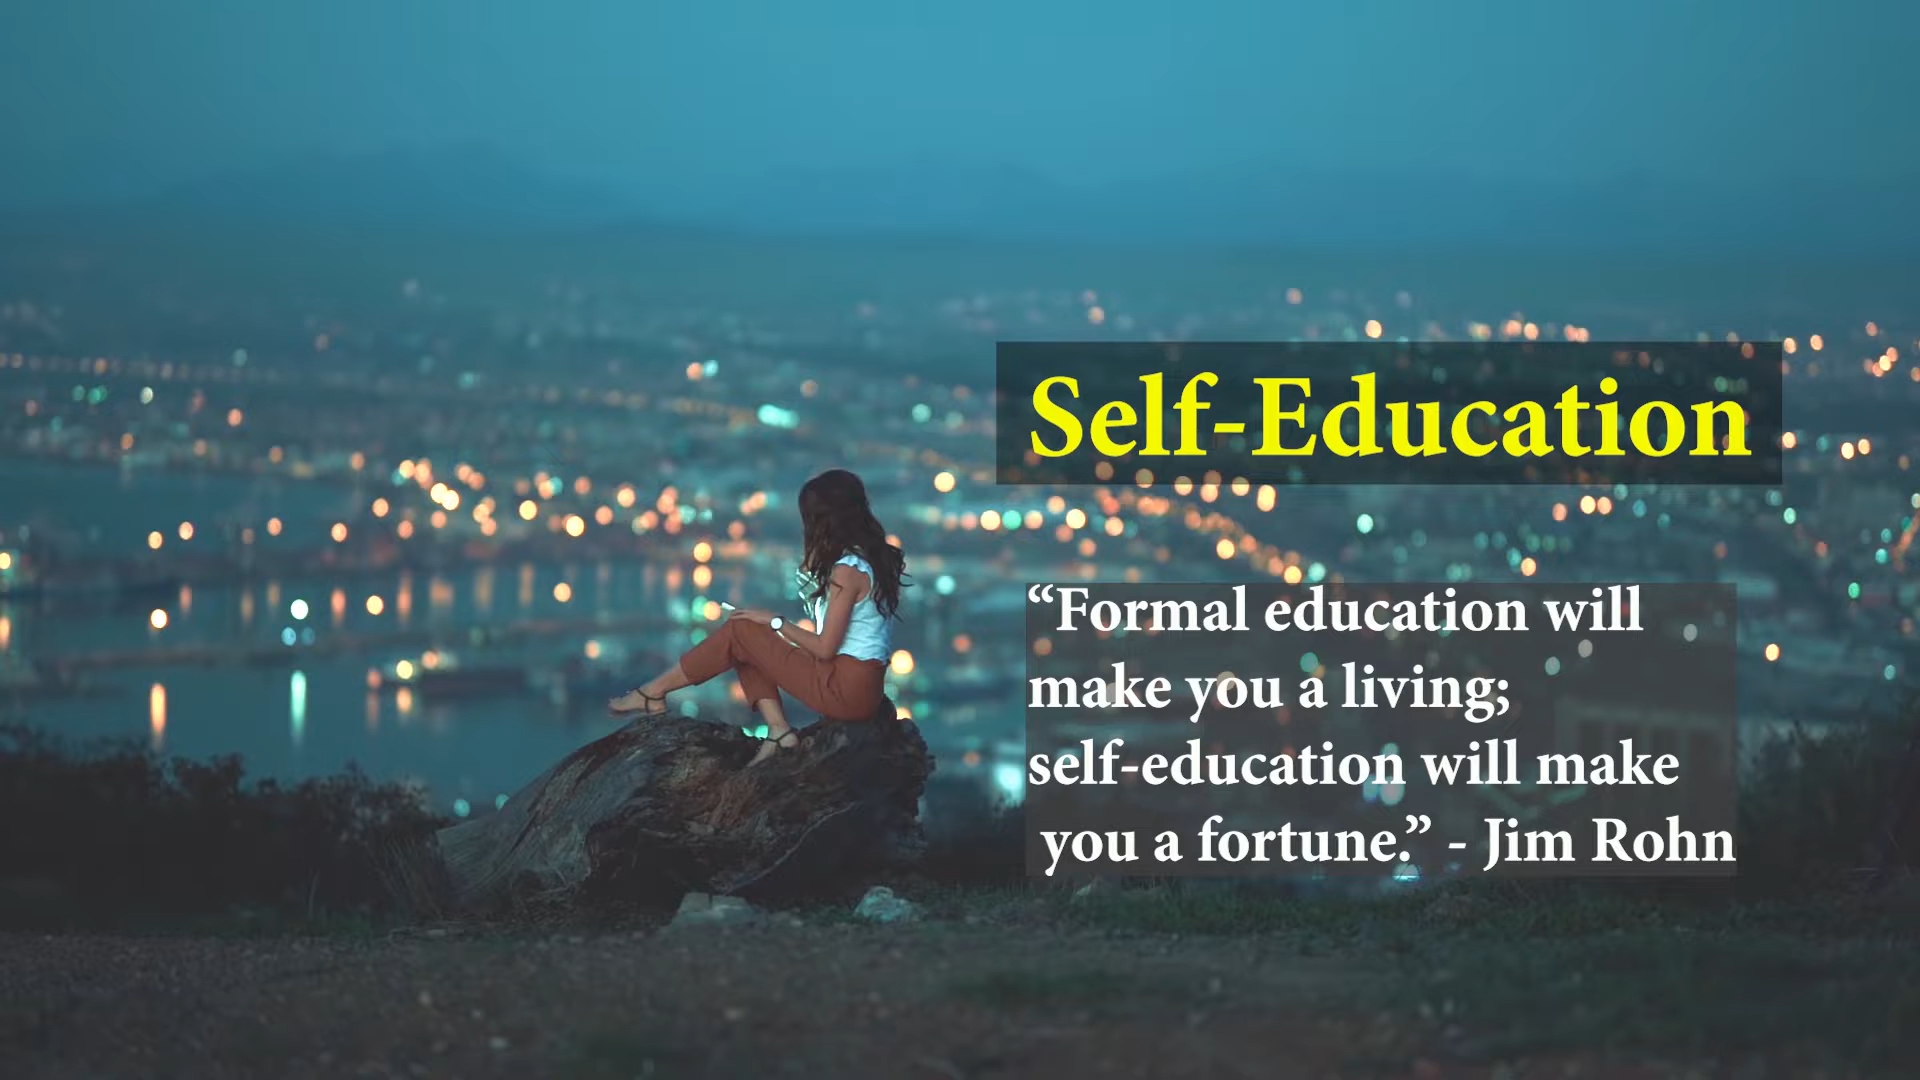 Self-Education
“Formal education will
make you a living;
self-education will make
you a fortune.” - Jim Rohn